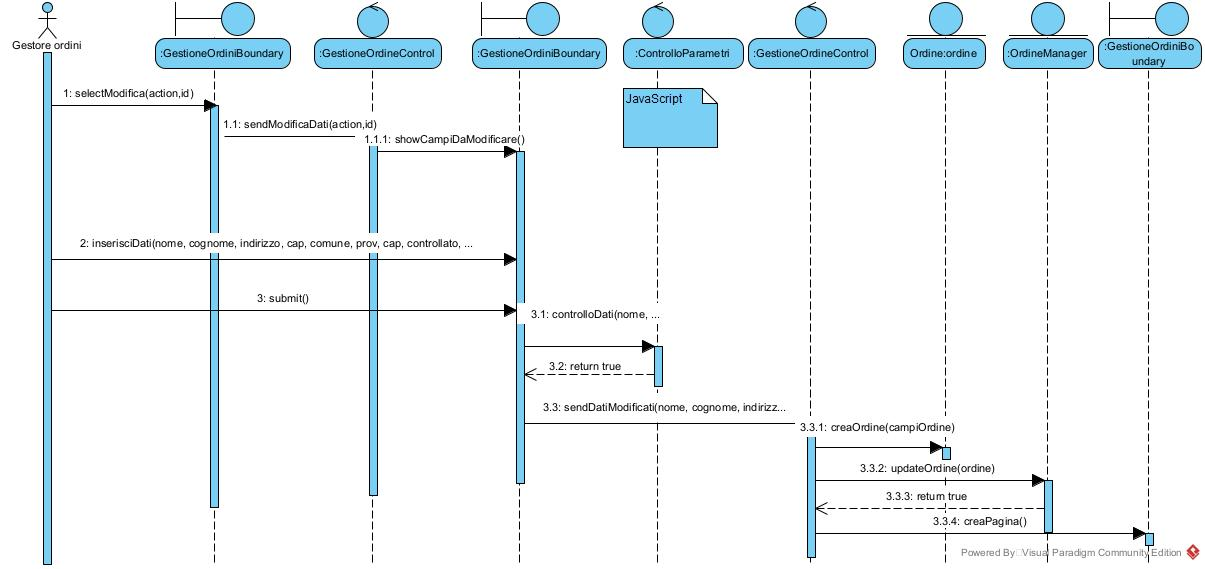 Gestore ordini
:GestioneOrdiniBoundary
:GestioneOrdineControl
:GestioneOrdiniBoundary
:ControlloParametri
:GestioneOrdineControl
Ordine:ordine
:OrdineManager
:GestioneOrdiniBo
undary
JavaScript
1: selectModifica(action,id)
1.1: sendModificaDati(action,id)
1.1.1: showCampiDaModificare()
2: inserisciDati(nome, cognome, indirizzo, cap, comune, prov, cap, controllato, ...
3: submit()
3.1: controlloDati(nome, ...
3.2: return true
3.3: sendDatiModificati(nome, cognome, indirizz...
3.3.1: creaOrdine(campiOrdine)
3.3.2: updateOrdine(ordine)
3.3.3: return true
3.3.4: creaPagina()
Powered By Visual Paradigm Community Edition